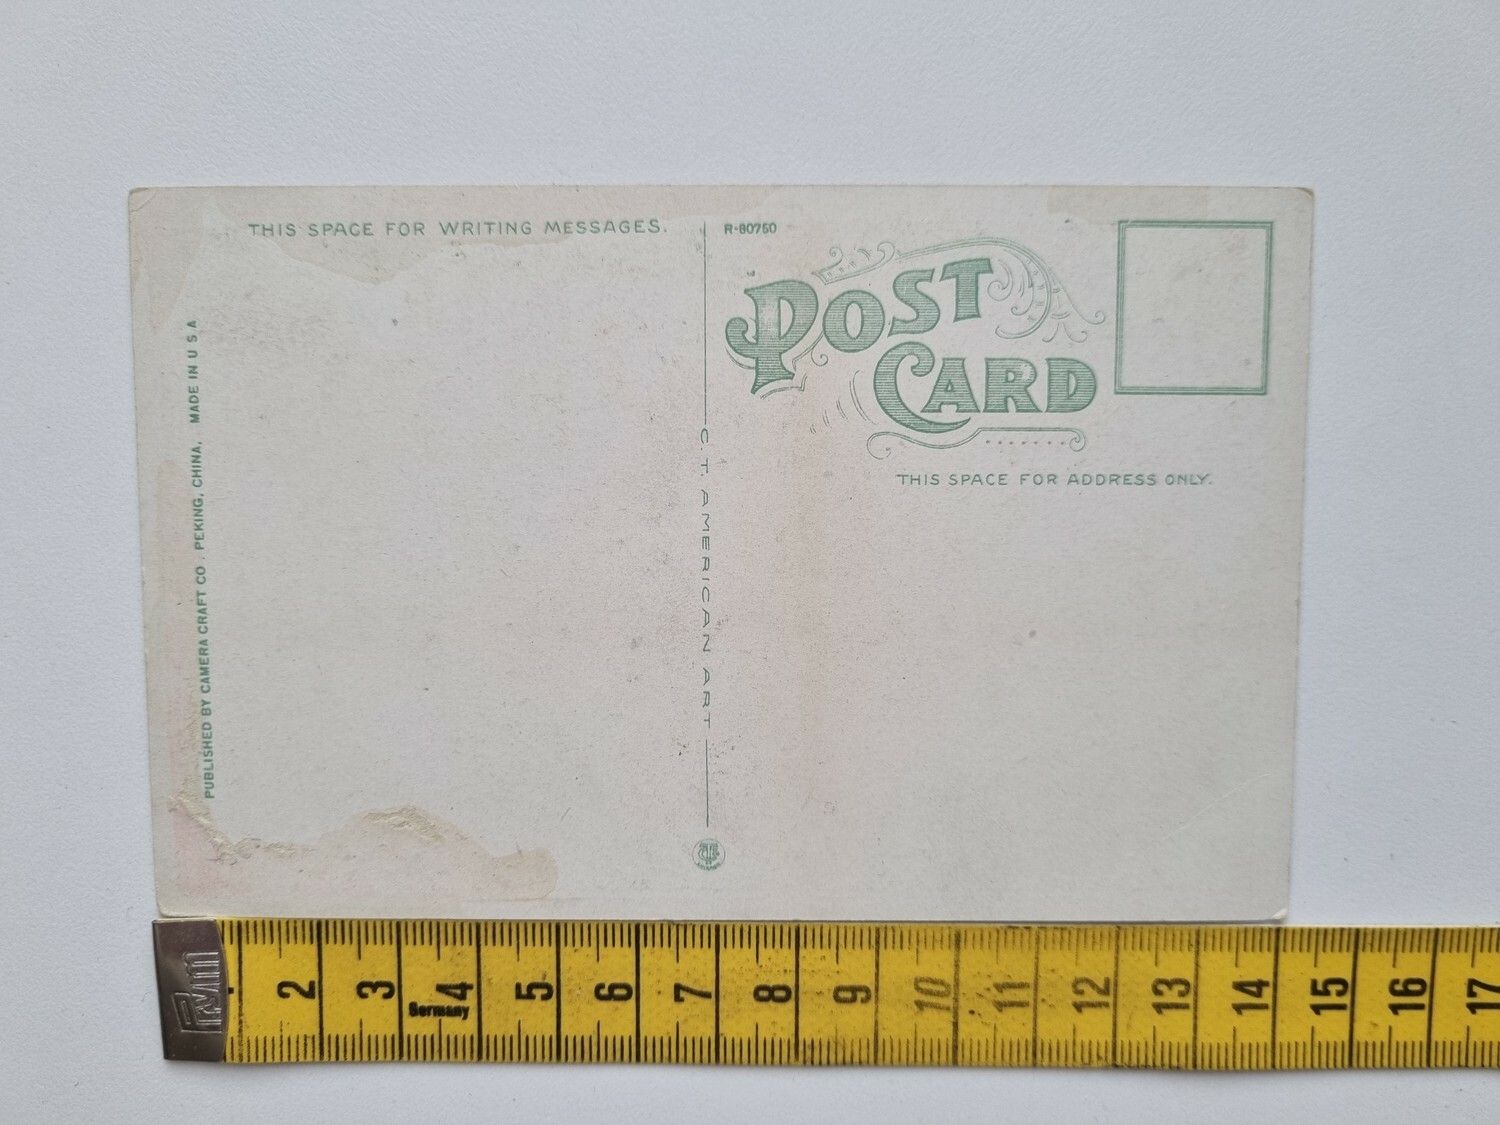 THIS SPACE FOR WRITING MESSAGES.
R-80750
POST
CARD
THIS SPACE FOR ADDRESS ONLY.
C. T. AMERICAN ART
PUBLISHED BY CAMERA CRAFT CO. PEKING, CHINA, MADE IN U S A
Prym
Germany
2 3 4 5 6 7 8 9 10 11 12 13 14 15 16 17